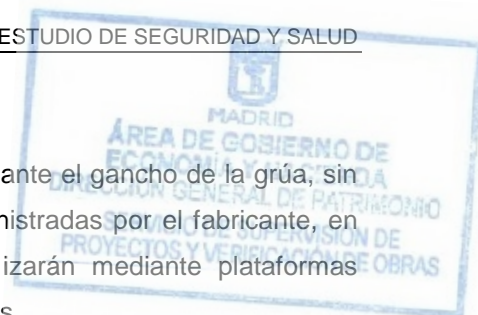 ESTUDIO DE SEGURIDAD Y SALUD
MADRID
ÁREA DE GOBIERNO DE
ECONOMÍA Y HACIENDA
DIRECCIÓN GENERAL DE PATRIMONIO
SERVICIO DE SUPERVISIÓN DE
PROYECTOS Y VERIFICACIÓN DE OBRAS
ante el gancho de la grúa, sin
nistradas por el fabricante, en
izarán mediante plataformas
s.